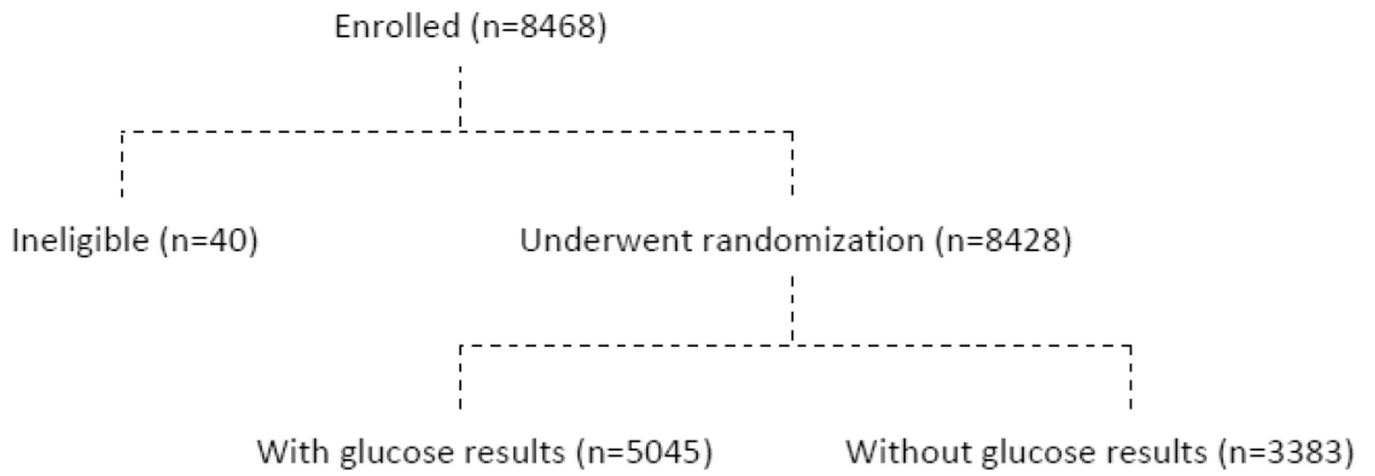 Enrolled (n=8468)
Ineligible (n=40)
Underwent randomization (n=8428)
With glucose results (n=5045)
Without glucose results (n=3383)